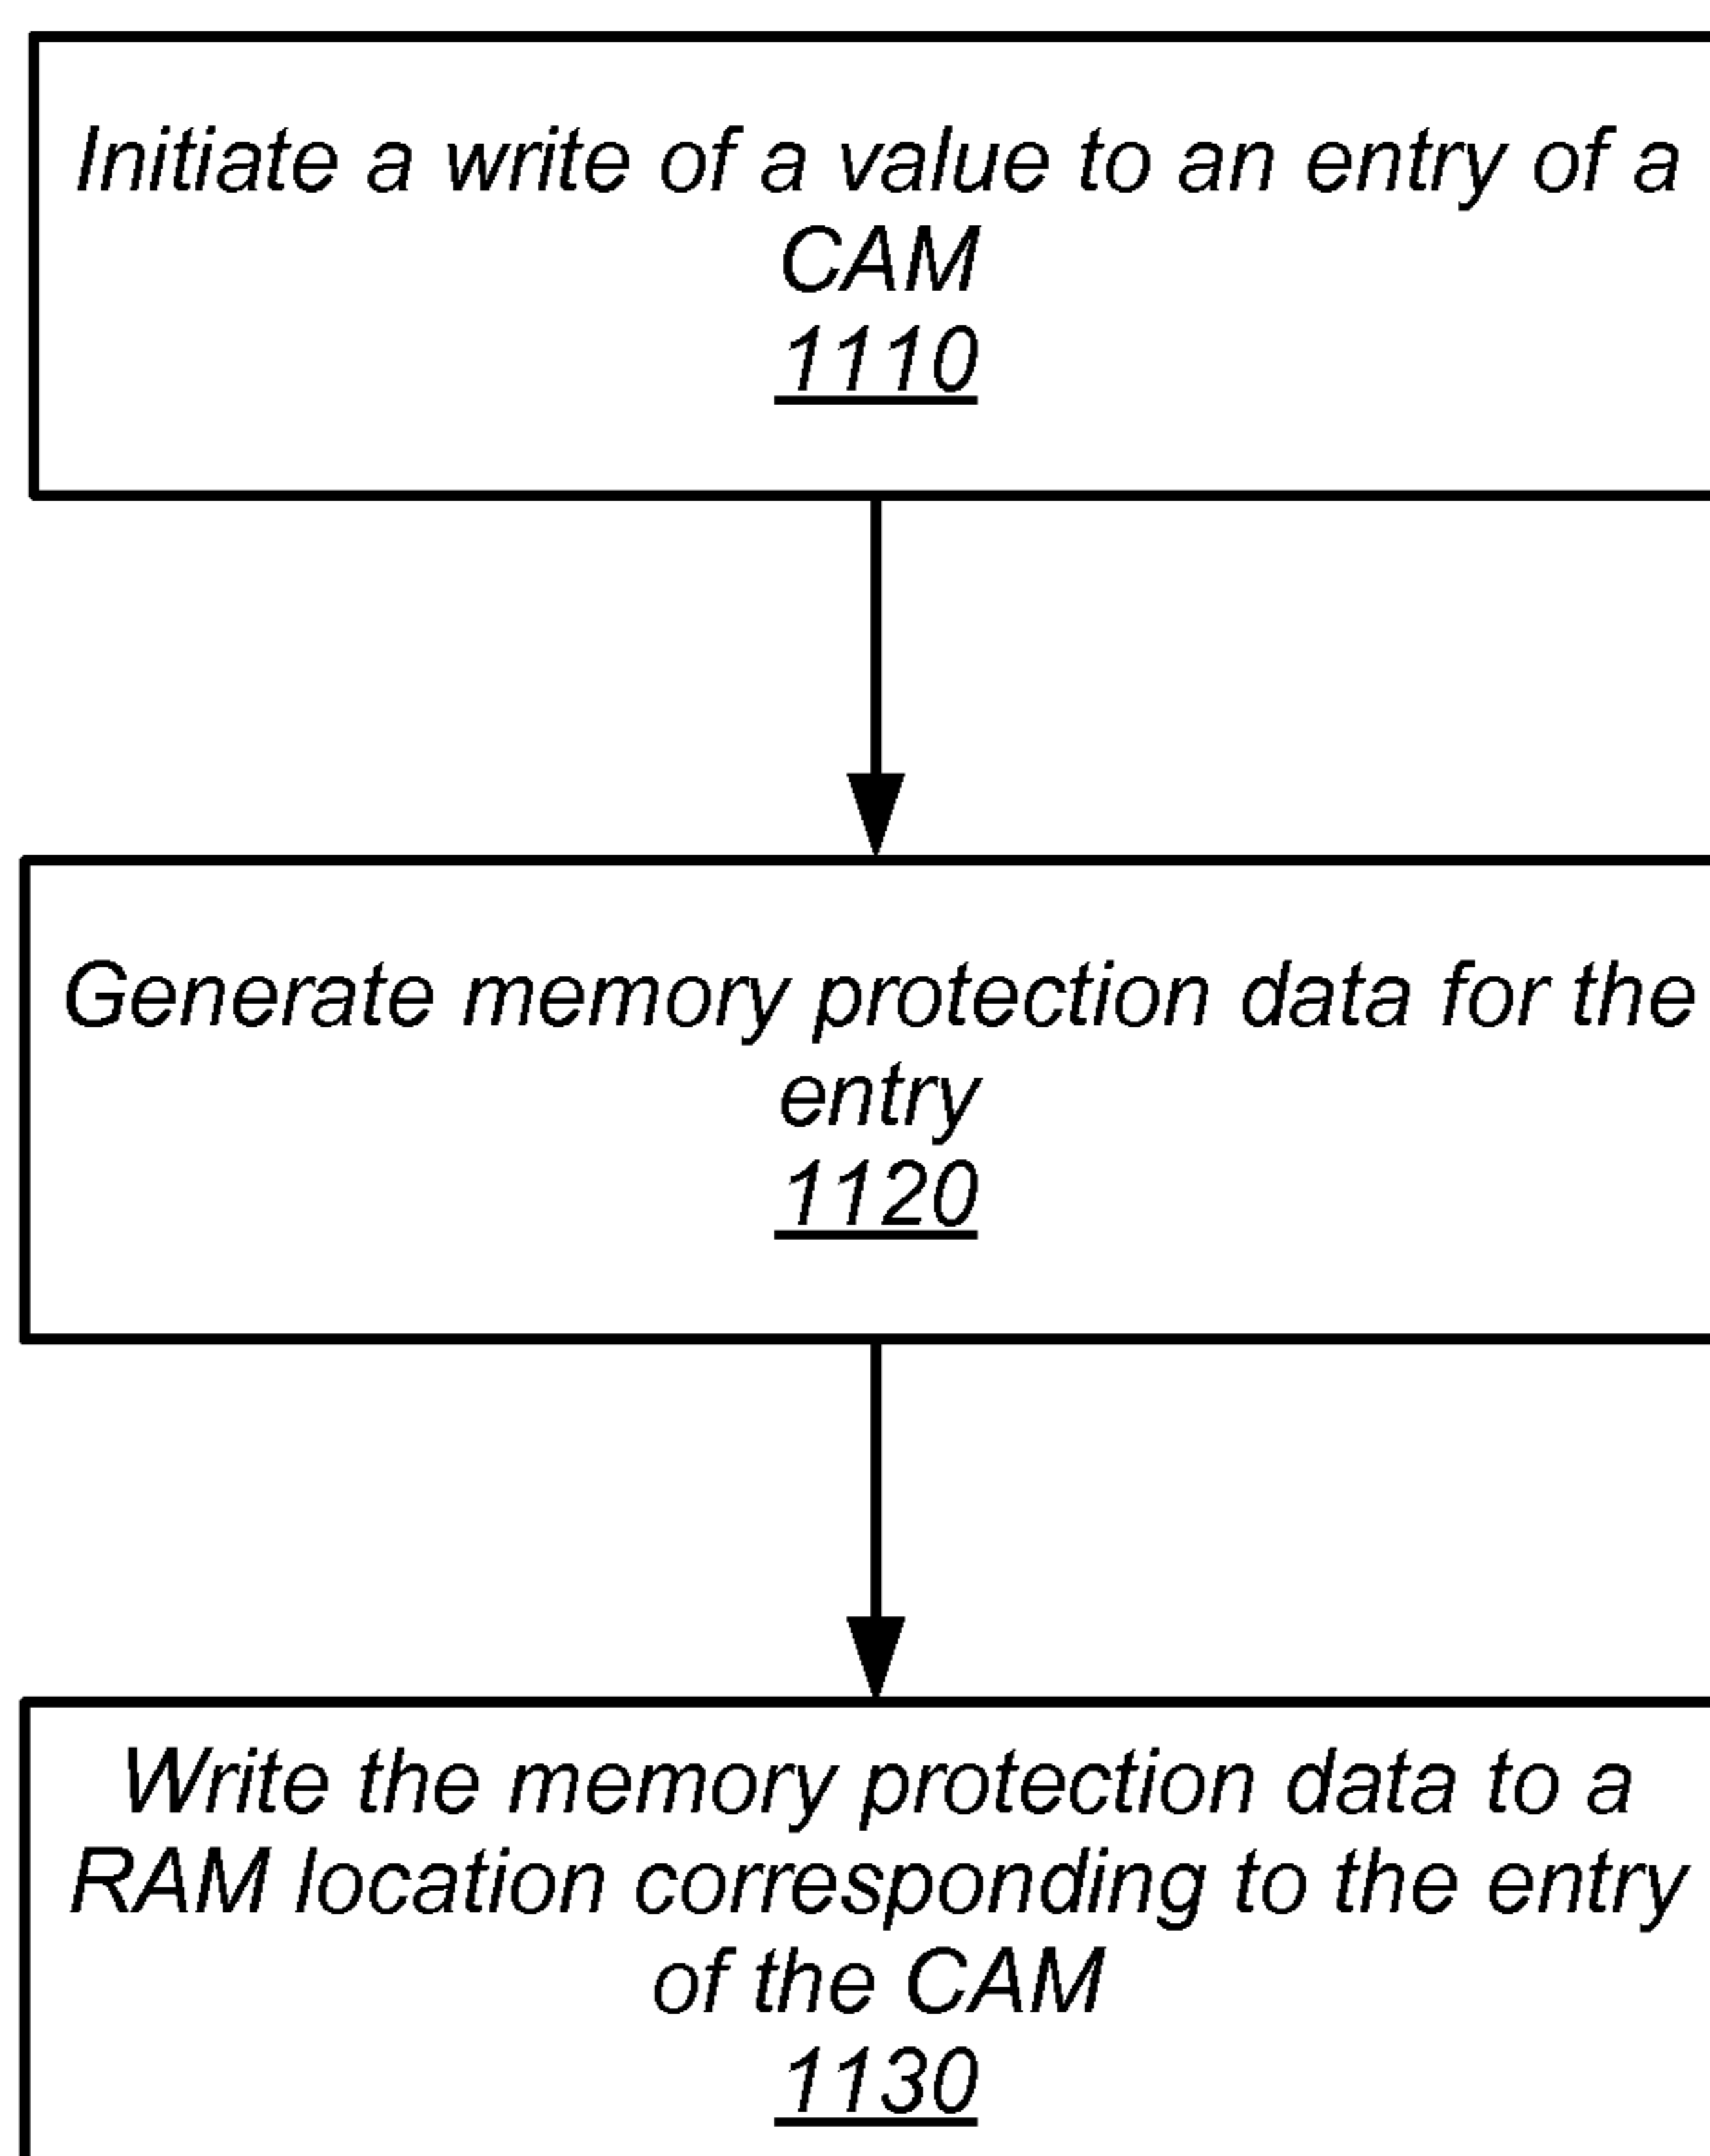 Initiate a write of a value to an entry of a
CAM
1110
Generate memory protection data for the
entry
1120
Write the memory protection data to a
RAM location corresponding to the entry
of the CAM
1130